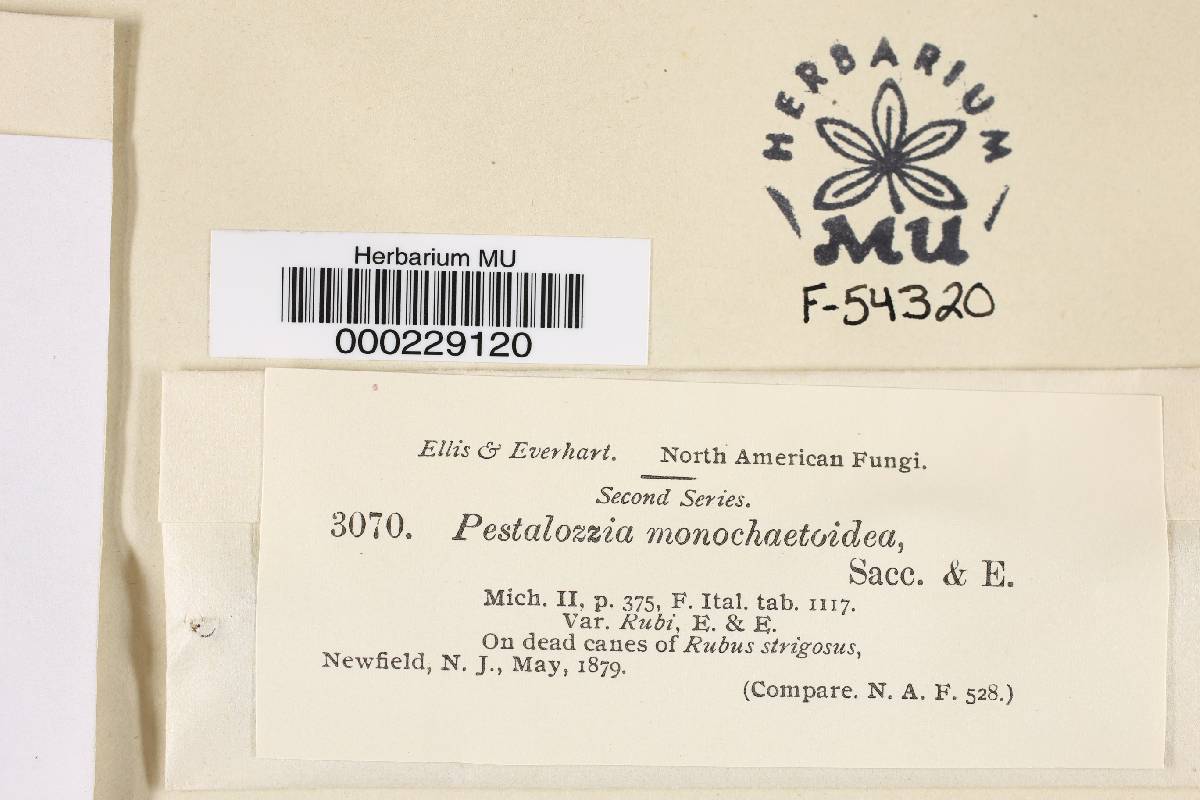 HERBARIUM
MU
F-54320
Herbarium MU
000229120
Ellis & Everhart. North American Fungi.
Second Series.
3070. Pestalozzia monochaetoidea,
Sacc. & E.
Mich. II, p. 375, F. Ital. tab. 1117.
Var. Rubi, E. & E.
On dead canes of Rubus strigosus,
Newfield, N. J., May, 1879.
(Compare. N. A. F. 528.)